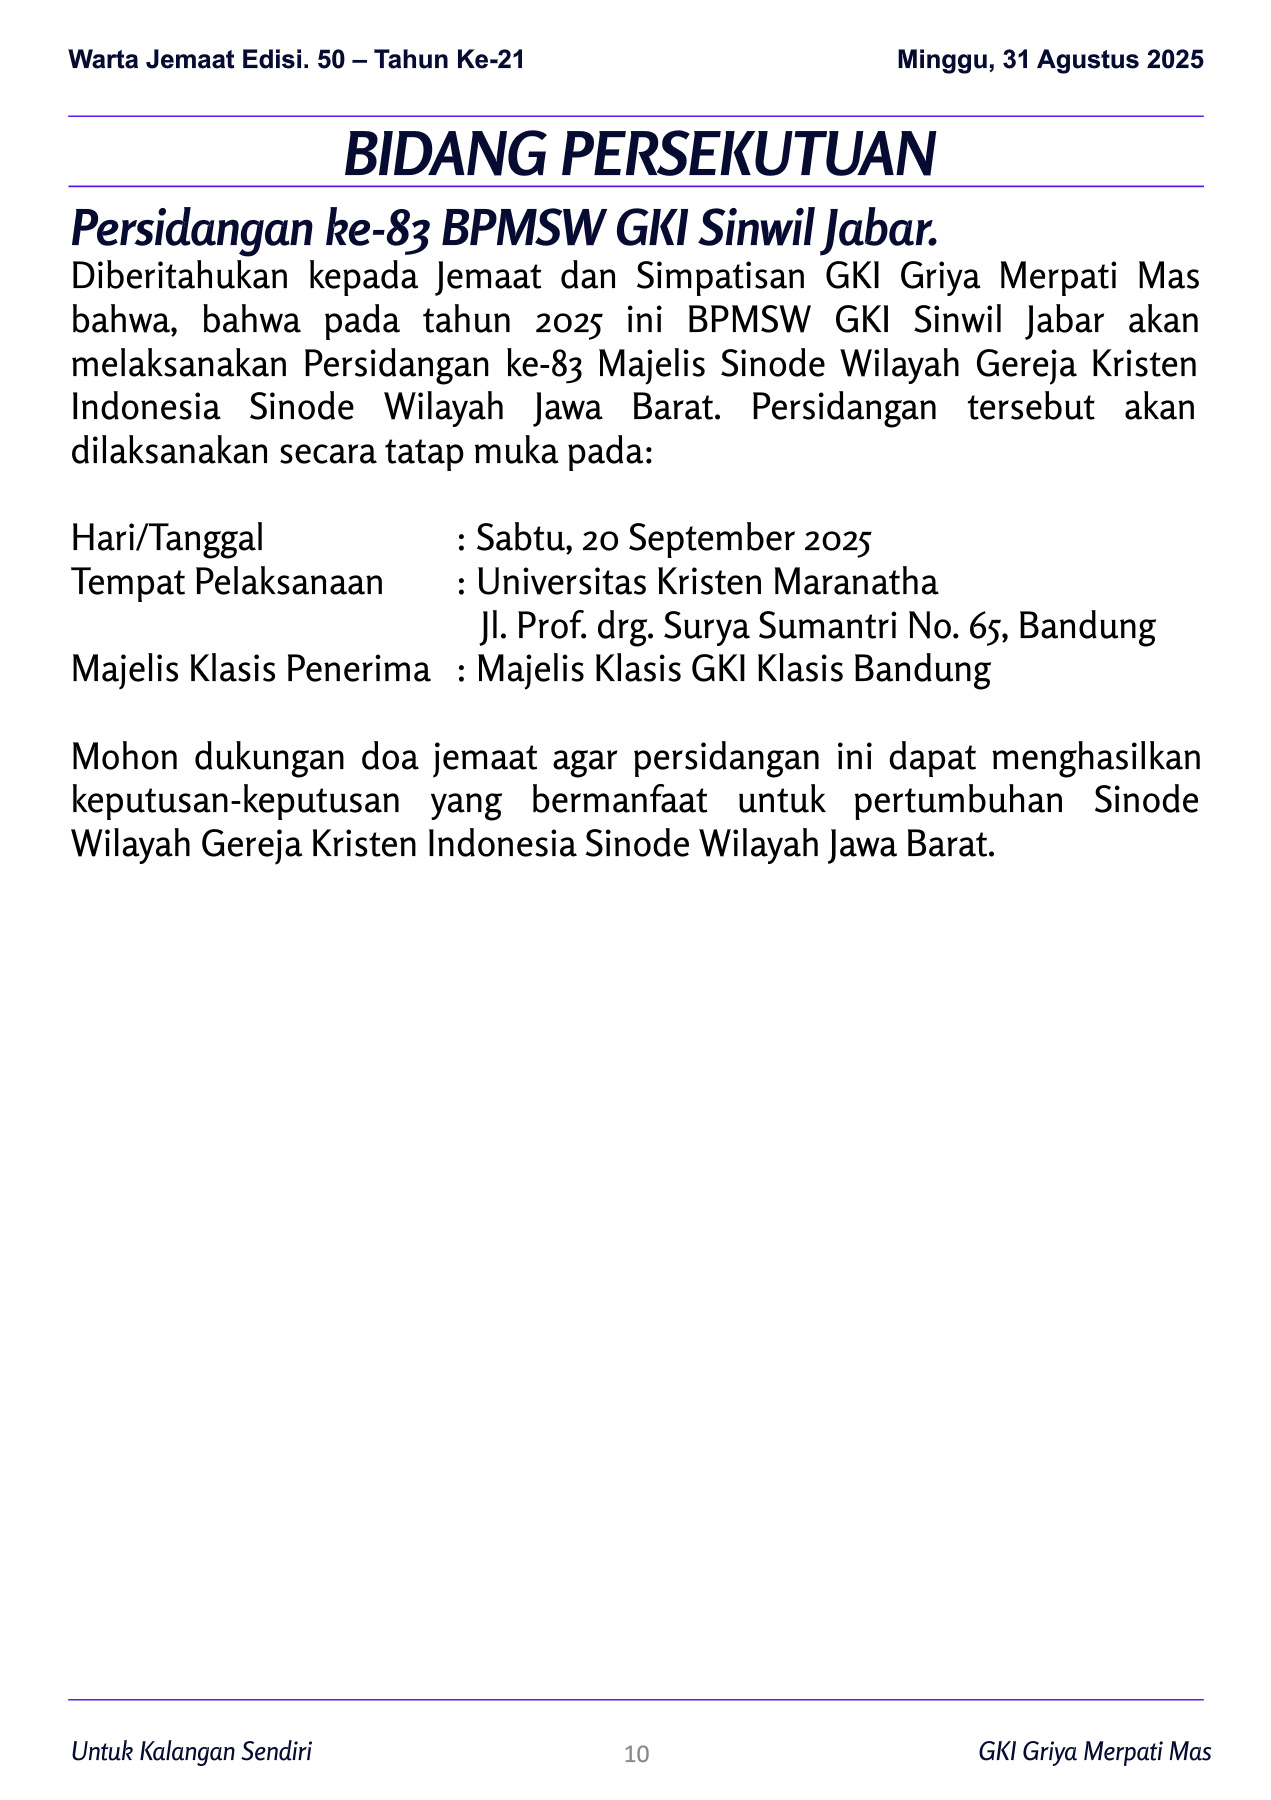 Warta Jemaat Edisi. 50 – Tahun Ke-21
Minggu, 31 Agustus 2025
BIDANG PERSEKUTUAN
Persidangan ke-83 BPMSW GKI Sinwil Jabar.
Diberitahukan kepada Jemaat dan Simpatisan GKI Griya Merpati Mas
bahwa, bahwa pada tahun 2025 ini BPMSW GKI Sinwil Jabar akan
melaksanakan Persidangan ke-83 Majelis Sinode Wilayah Gereja Kristen
Indonesia Sinode Wilayah Jawa Barat. Persidangan tersebut akan
dilaksanakan secara tatap muka pada:
Hari/Tanggal : Sabtu, 20 September 2025
Tempat Pelaksanaan : Universitas Kristen Maranatha
Jl. Prof. drg. Surya Sumantri No. 65, Bandung
Majelis Klasis Penerima : Majelis Klasis GKI Klasis Bandung
Mohon dukungan doa jemaat agar persidangan ini dapat menghasilkan
keputusan-keputusan yang bermanfaat untuk pertumbuhan Sinode
Wilayah Gereja Kristen Indonesia Sinode Wilayah Jawa Barat.
Untuk Kalangan Sendiri
10
GKI Griya Merpati Mas